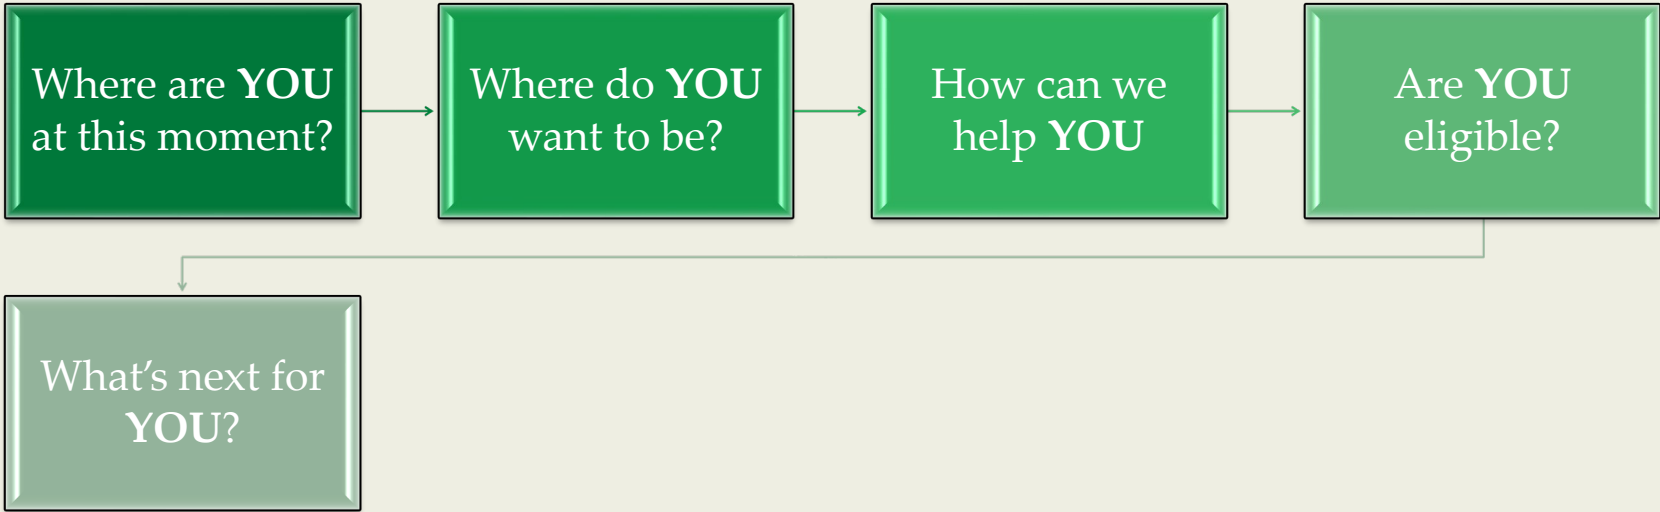 Where are YOU
at this moment?
Where do YOU
want to be?
How can we
help YOU
Are YOU
eligible?
What’s next for
YOU?